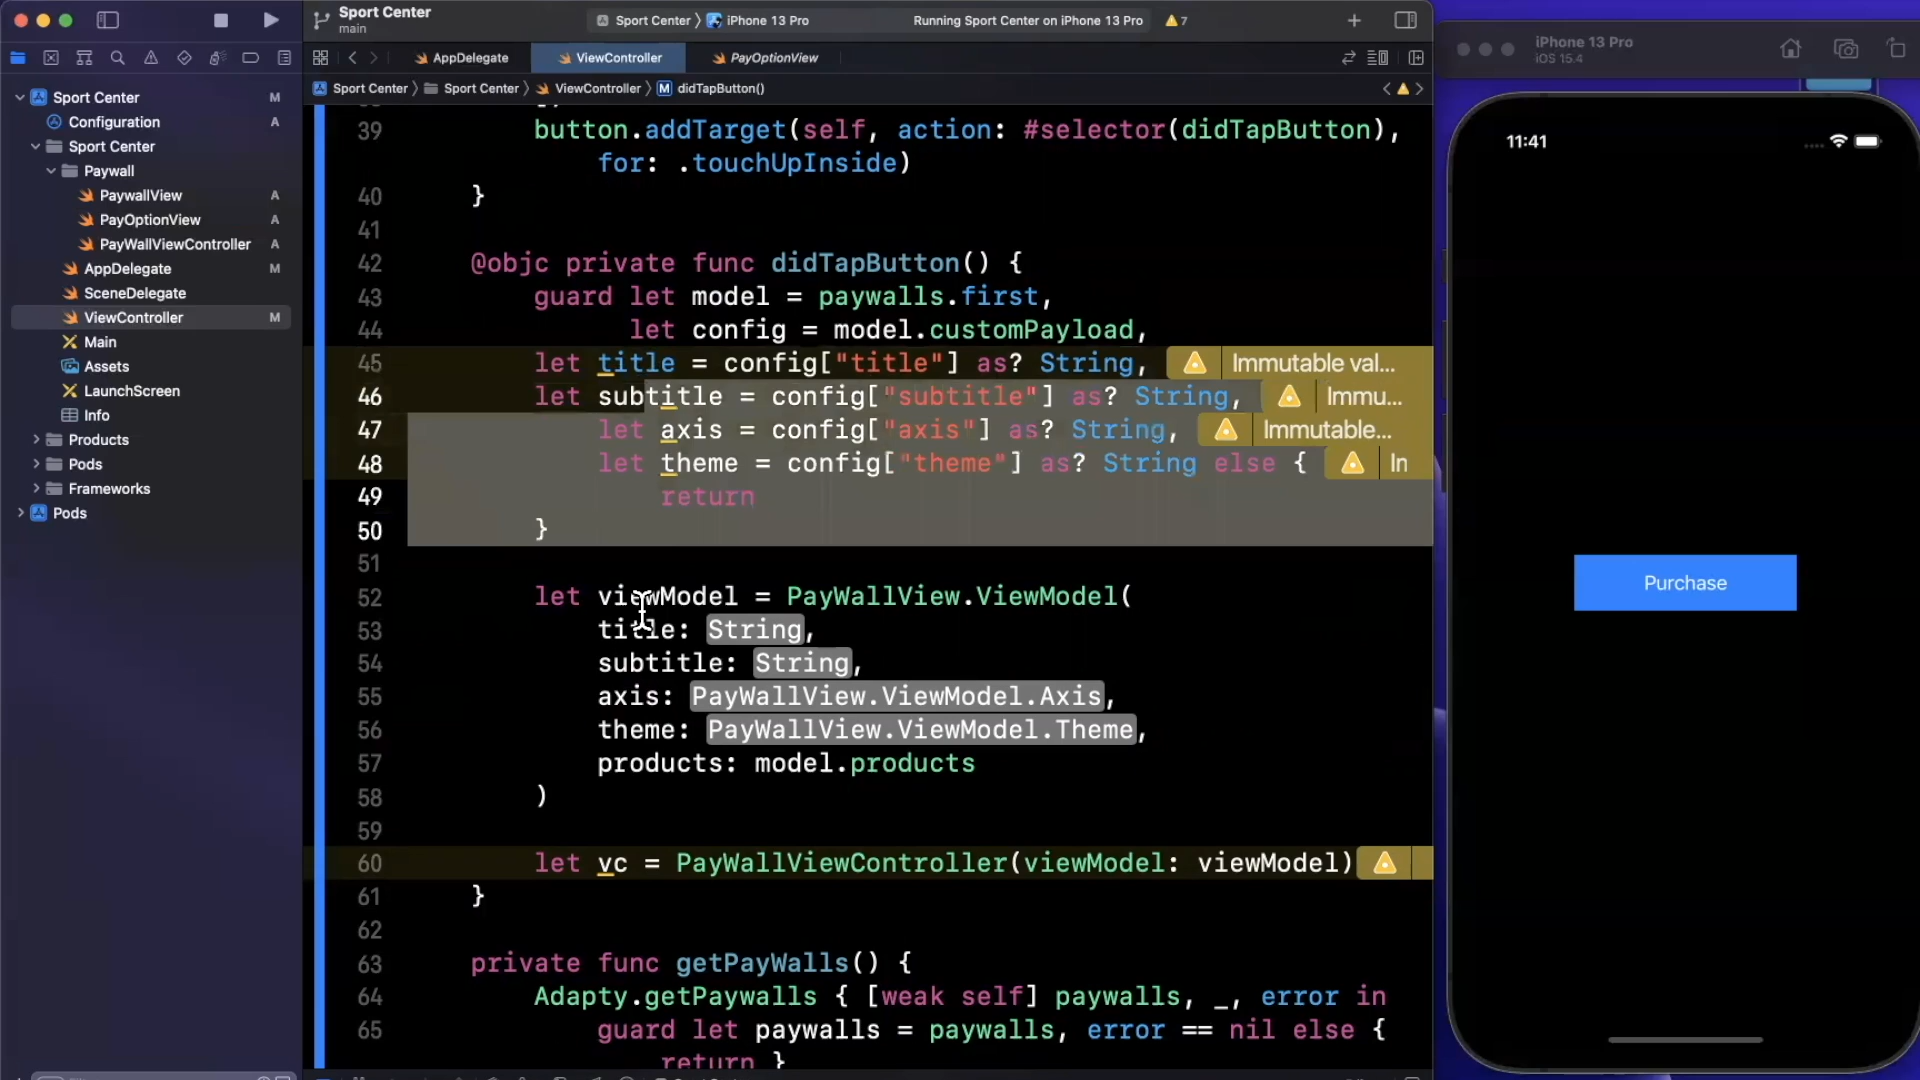 Sport Center
main
Sport Center
iPhone 13 Pro
Running Sport Center on iPhone 13 Pro
7
AppDelegate
ViewController
PayOptionView
Sport Center
Sport Center
ViewController
M
didTapButton()
Sport Center M
Configuration A
Sport Center
Paywall
PaywallView A
PayOptionView A
PayWallViewController A
AppDelegate M
SceneDelegate
ViewController M
Main
Assets
LaunchScreen
Info
Products
Pods
Frameworks
Pods
39 button.addTarget(self, action: #selector(didTapButton),
for: .touchUpInside)
40 }
41
42 @objc private func didTapButton() {
43 guard let model = paywalls.first,
44 let config = model.customPayload,
45 let title = config["title"] as? String, Immutable val...
46 let subtitle = config["subtitle"] as? String, Immu...
47 let axis = config["axis"] as? String, Immutable...
48 let theme = config["theme"] as? String else { In
49 return
50 }
51
52 let viewModel = PayWallView.ViewModel(
53 title: String,
54 subtitle: String,
55 axis: PayWallView.ViewModel.Axis,
56 theme: PayWallView.ViewModel.Theme,
57 products: model.products
58 )
59
60 let vc = PayWallViewController(viewModel: viewModel)
61 }
62
63 private func getPayWalls() {
64 Adapty.getPaywalls { [weak self] paywalls, _, error in
65 guard let paywalls = paywalls, error == nil else {
return }
iPhone 13 Pro
iOS 15.4
11:41
Purchase